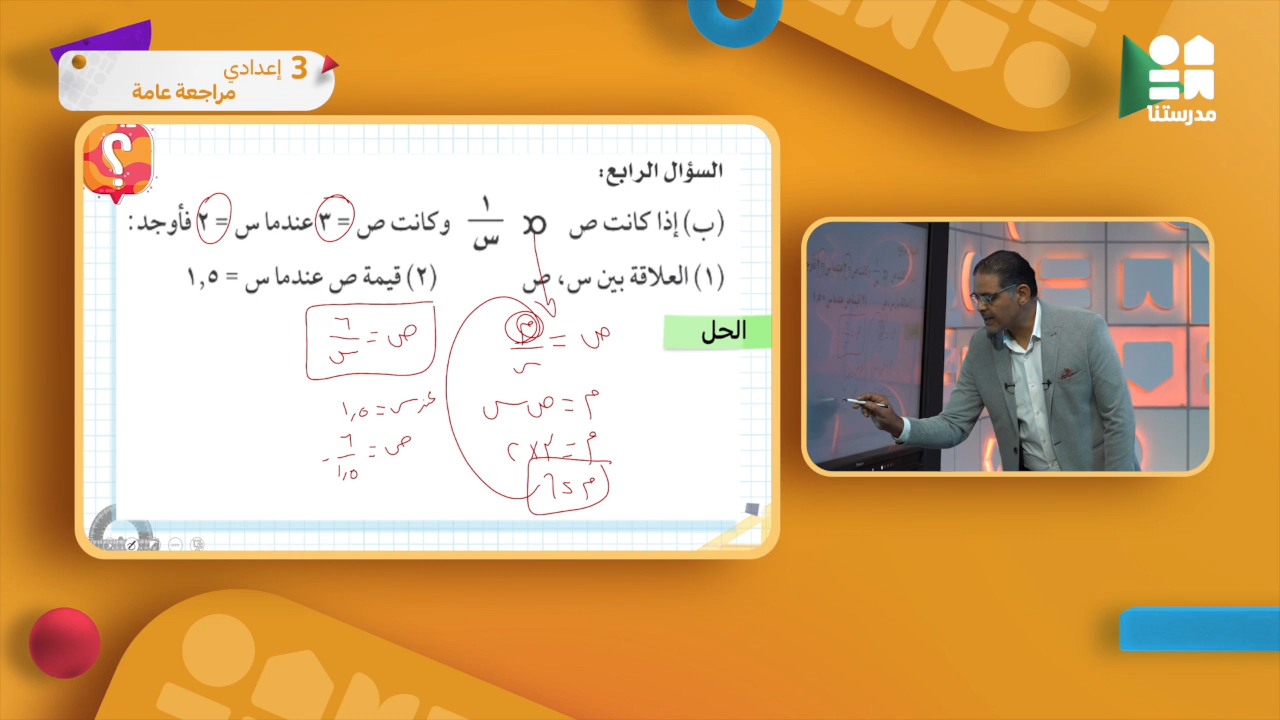 3 إعدادي
مراجعة عامة
مدرستنا
؟
السؤال الرابع:
(ب) إذا كانت ص ∝ ١/س وكانت ص = ٣ عندما س = ٢ فأوجد:
(١) العلاقة بين س، ص (٢) قيمة ص عندما س = ١,٥
الحل
ص = م/س
م = ص س
م = ٣ × ٢
م = ٦
ص = ٦/س
عند س = ١,٥
ص = ٦/١,٥ =